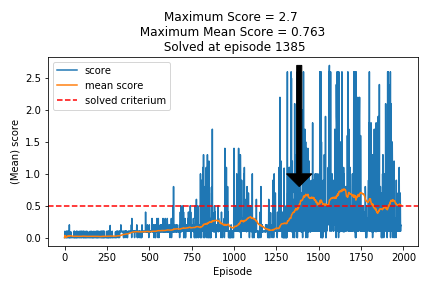 Maximum Score = 2.7
Maximum Mean Score = 0.763
Solved at episode 1385
score
mean score
solved criterium
(Mean) score
2.5
2.0
1.5
1.0
0.5
0.0
0 250 500 750 1000 1250 1500 1750 2000
Episode